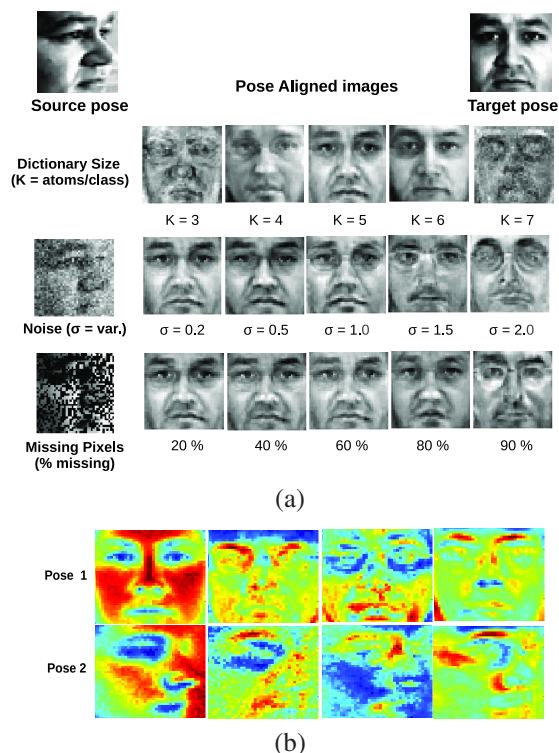 Source pose
Pose Aligned images
Target pose
Dictionary Size
(K = atoms/class)
K = 3 K = 4 K = 5 K = 6 K = 7
Noise (σ = var.)
σ = 0.2 σ = 0.5 σ = 1.0 σ = 1.5 σ = 2.0
Missing Pixels
(% missing)
20 % 40 % 60 % 80 % 90 %
(a)
Pose 1
Pose 2
(b)